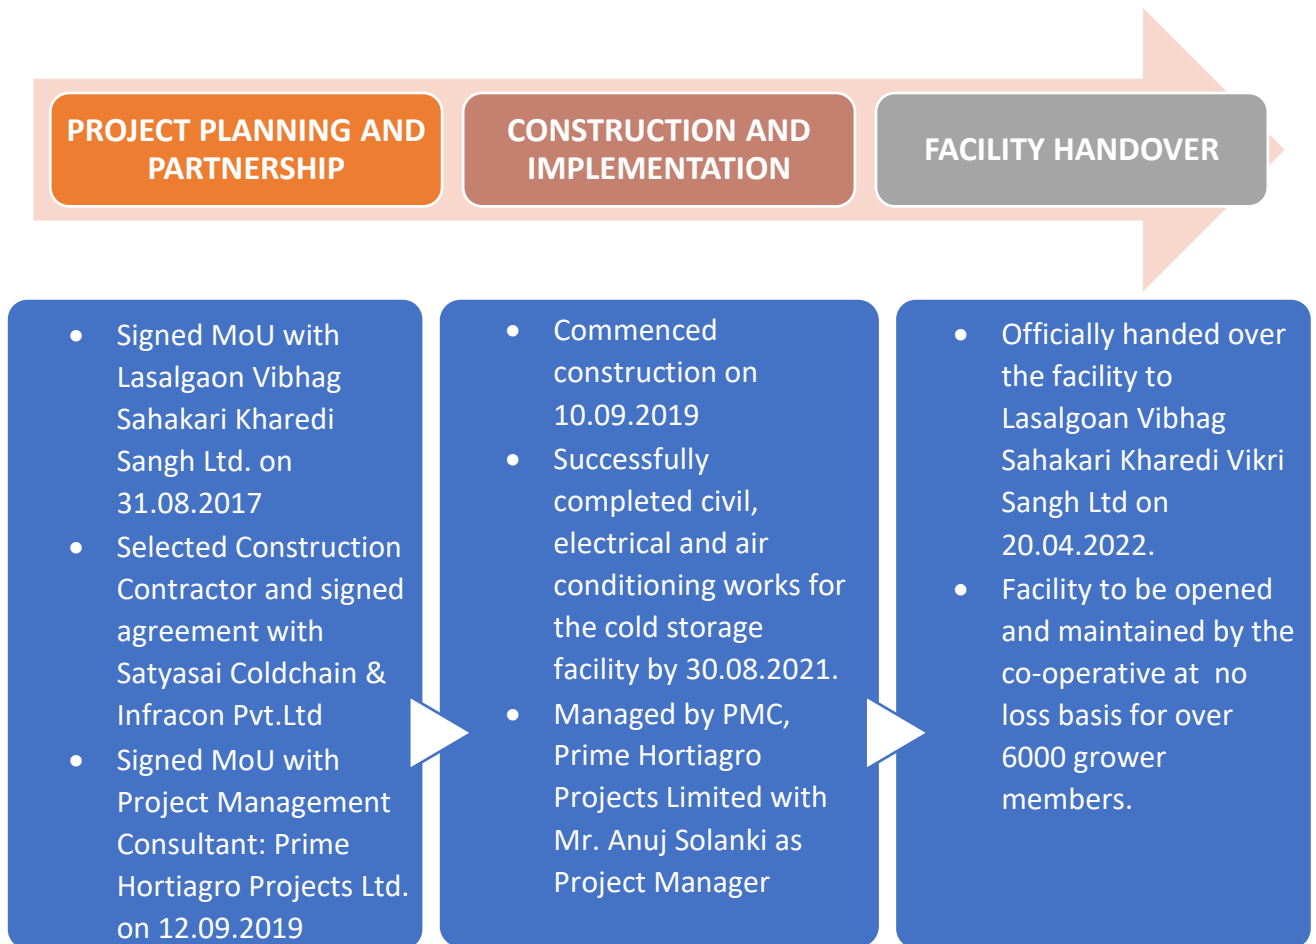 PROJECT PLANNING AND
PARTNERSHIP
CONSTRUCTION AND
IMPLEMENTATION
FACILITY HANDOVER
• Signed MoU with
Lasalgaon Vibhag
Sahakari Kharedi
Sangh Ltd. on
31.08.2017
• Selected Construction
Contractor and signed
agreement with
Satyasai Coldchain &
Infracon Pvt.Ltd
• Signed MoU with
Project Management
Consultant: Prime
Hortiagro Projects Ltd.
on 12.09.2019
• Commenced
construction on
10.09.2019
• Successfully
completed civil,
electrical and air
conditioning works for
the cold storage
facility by 30.08.2021.
• Managed by PMC,
Prime Hortiagro
Projects Limited with
Mr. Anuj Solanki as
Project Manager
• Officially handed over
the facility to
Lasalgoan Vibhag
Sahakari Kharedi Vikri
Sangh Ltd on
20.04.2022.
• Facility to be opened
and maintained by the
co-operative at no
loss basis for over
6000 grower
members.